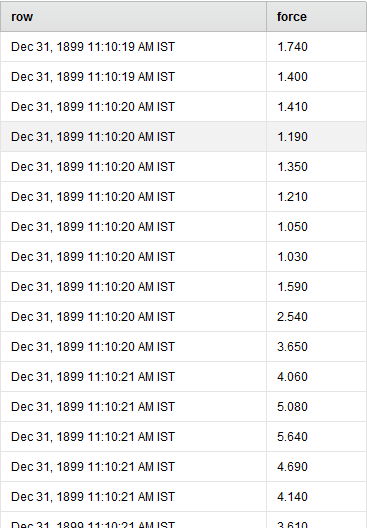 row force
Dec 31, 1899 11:10:19 AM IST 1.740
Dec 31, 1899 11:10:19 AM IST 1.400
Dec 31, 1899 11:10:20 AM IST 1.410
Dec 31, 1899 11:10:20 AM IST 1.190
Dec 31, 1899 11:10:20 AM IST 1.350
Dec 31, 1899 11:10:20 AM IST 1.210
Dec 31, 1899 11:10:20 AM IST 1.050
Dec 31, 1899 11:10:20 AM IST 1.030
Dec 31, 1899 11:10:20 AM IST 1.590
Dec 31, 1899 11:10:20 AM IST 2.540
Dec 31, 1899 11:10:20 AM IST 3.650
Dec 31, 1899 11:10:21 AM IST 4.060
Dec 31, 1899 11:10:21 AM IST 5.080
Dec 31, 1899 11:10:21 AM IST 5.640
Dec 31, 1899 11:10:21 AM IST 4.690
Dec 31, 1899 11:10:21 AM IST 4.140
Dec 31, 1899 11:10:21 AM IST 3.610